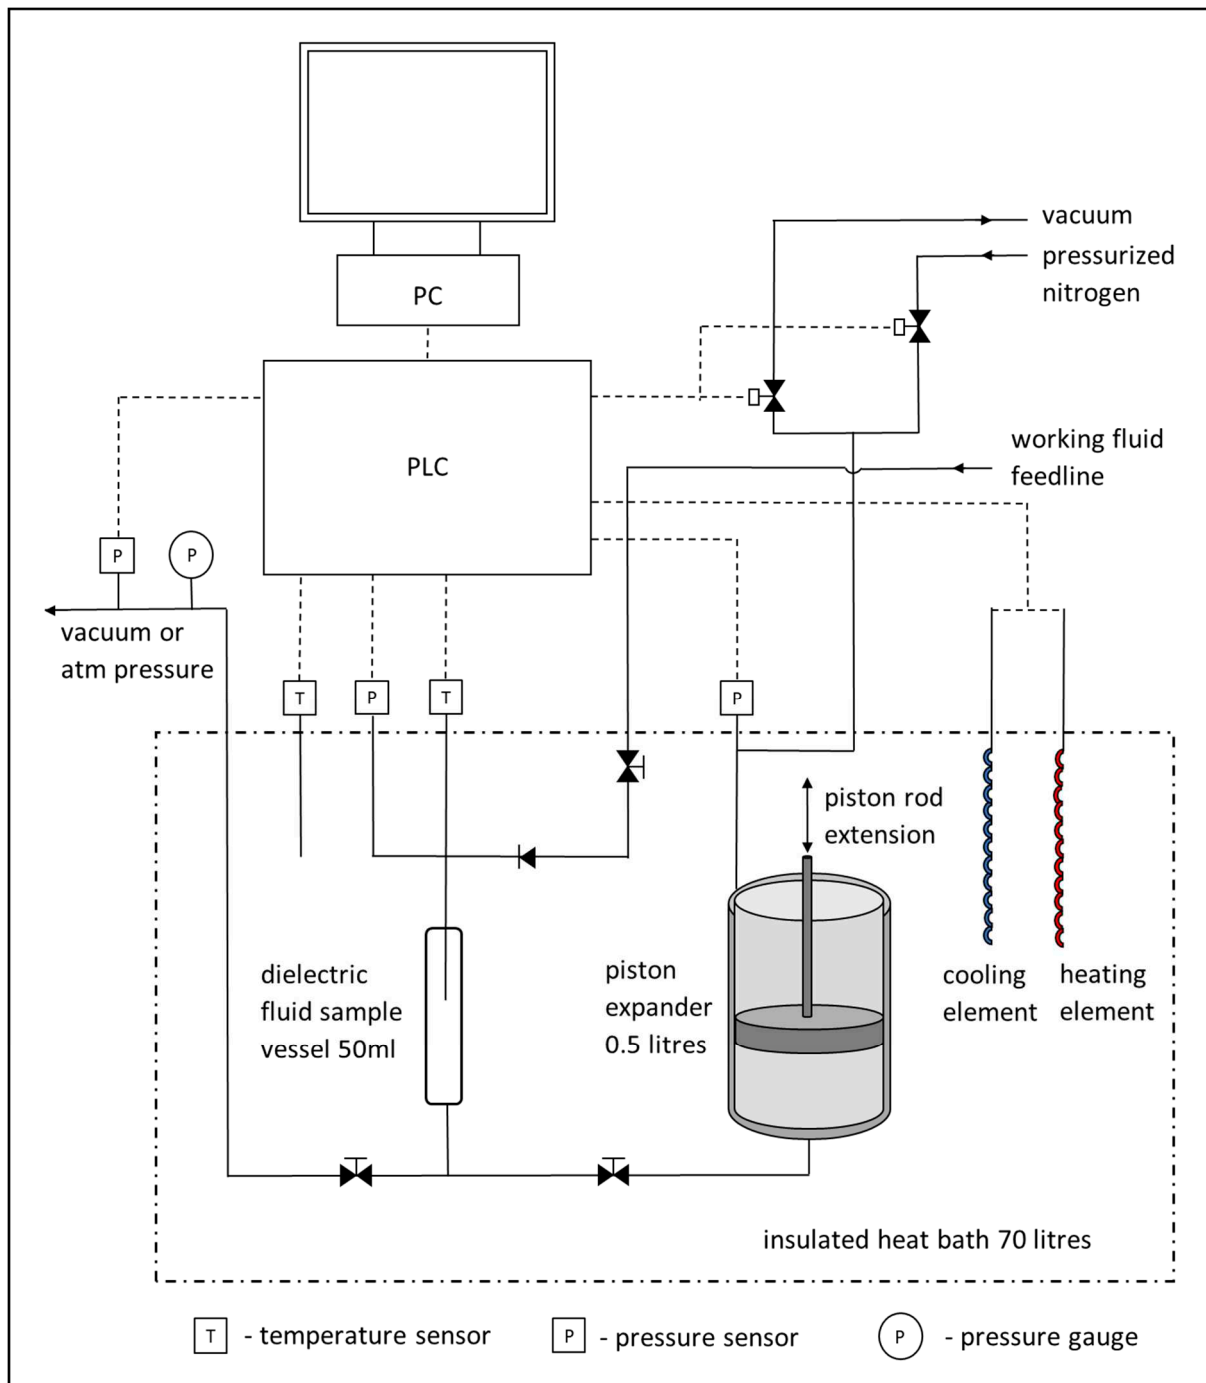 PC
vacuum
pressurized
nitrogen
PLC
working fluid
feedline
P
P
vacuum or
atm pressure
T
P
T
P
piston rod
extension
dielectric
fluid sample
vessel 50ml
piston
expander
0.5 litres
cooling
element
heating
element
insulated heat bath 70 litres
T - temperature sensor
P - pressure sensor
P - pressure gauge